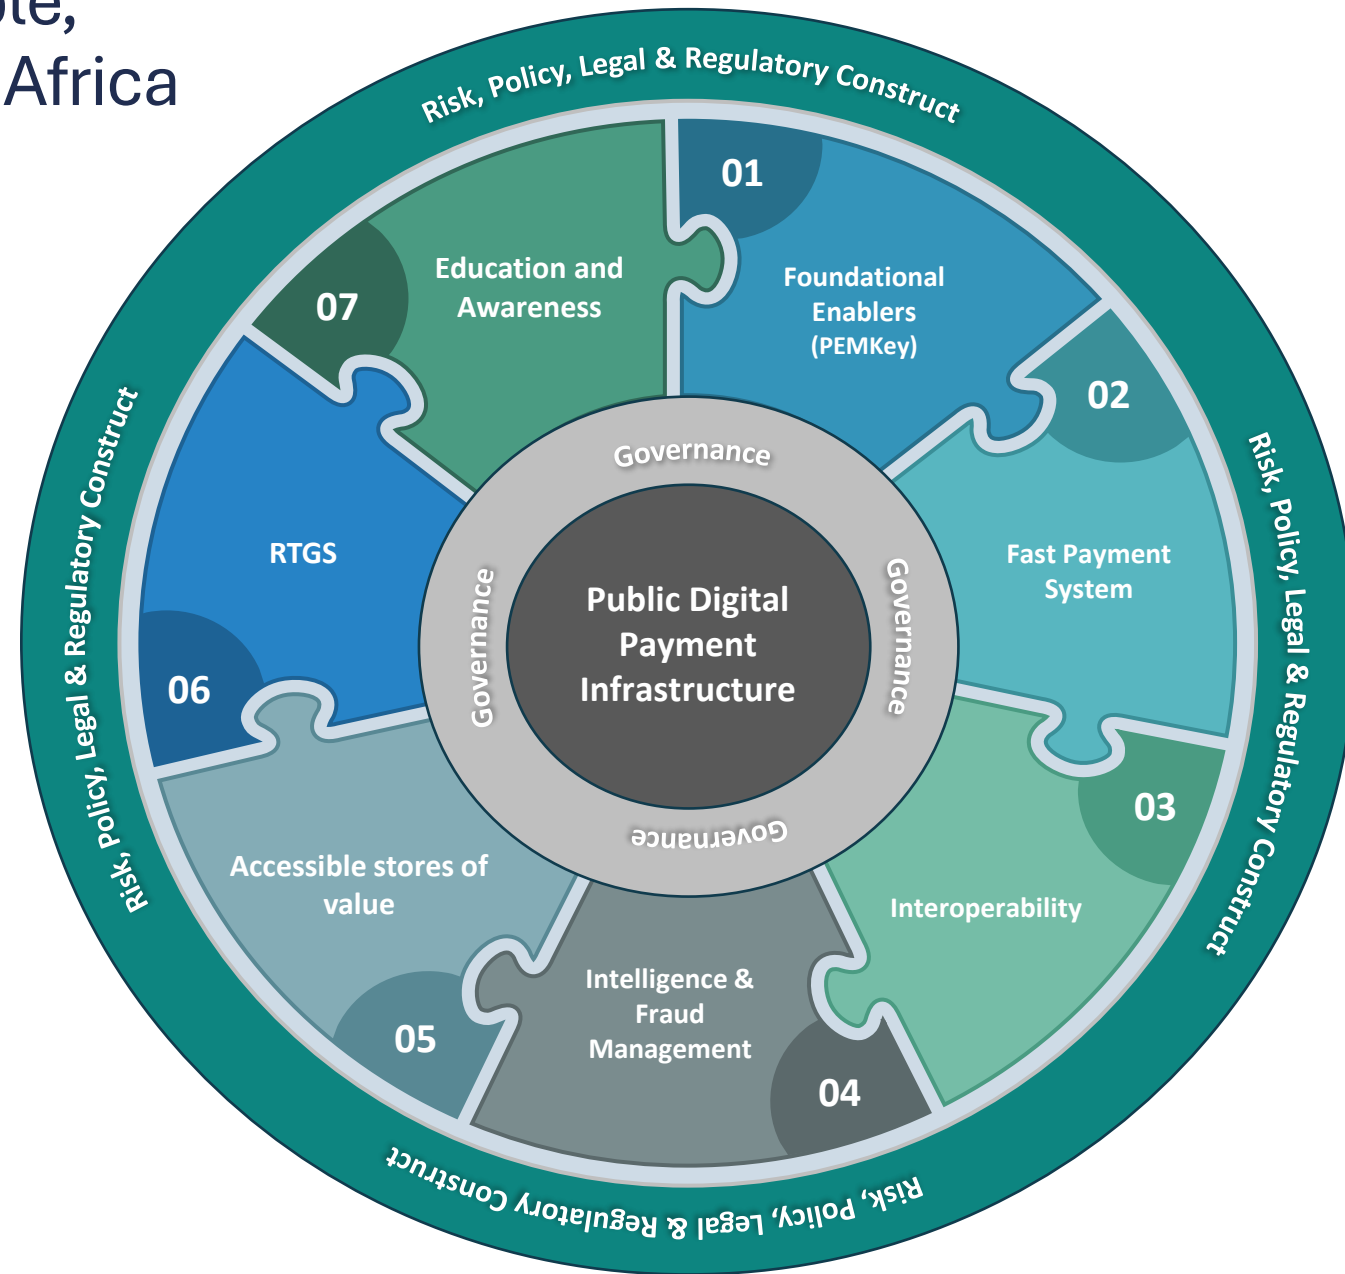 Africa
Risk, Policy, Legal & Regulatory Construct
01
Foundational
Enablers
(PEMKey)
02
Fast Payment
System
03
Interoperability
04
Intelligence &
Fraud
Management
05
Accessible stores of
value
06
RTGS
07
Education and
Awareness
Governance
Governance
Governance
Governance
Public Digital
Payment
Infrastructure
Risk, Policy, Legal & Regulatory Construct
Risk, Policy, Legal & Regulatory Construct
Risk, Policy, Legal & Regulatory Construct